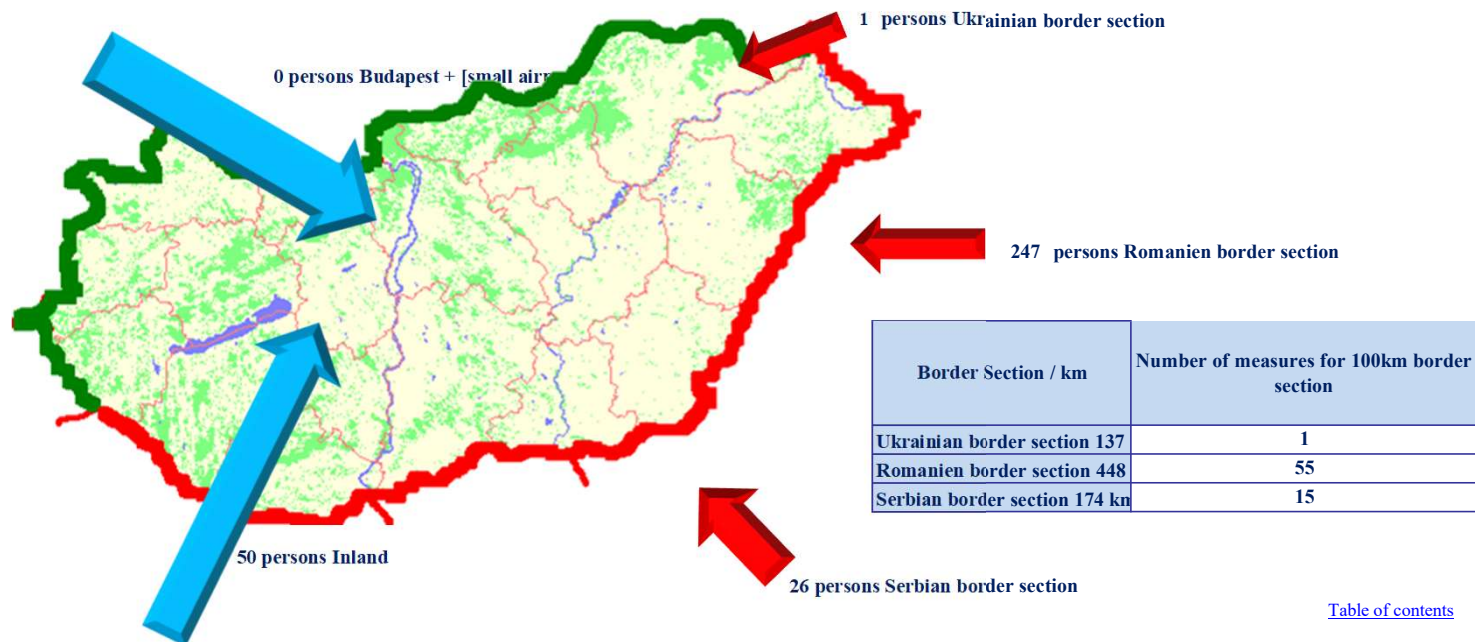 1 persons Ukrainian border section
0 persons Budapest + [small air
247 persons Romanien border section
Border Section / km
Number of measures for 100km border
section
Ukrainian border section 137
1
Romanien border section 448
55
Serbian border section 174 km
15
50 persons Inland
26 persons Serbian border section
Table of contents